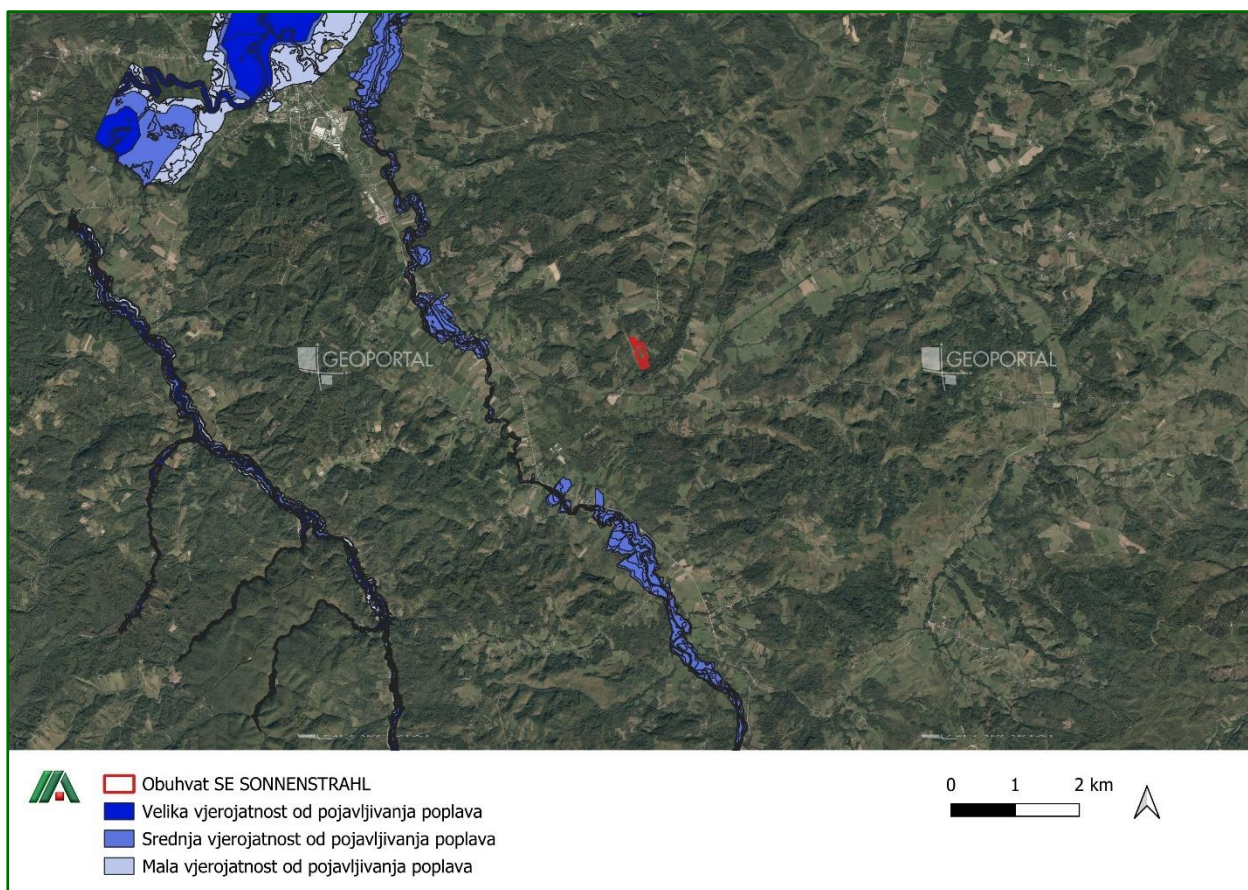 GEOPORTAL
GEOPORTAL
Obuhvat SE SONNENSTRAHL
Velika vjerojatnost od pojavljivanja poplava
Srednja vjerojatnost od pojavljivanja poplava
Mala vjerojatnost od pojavljivanja poplava
0 1 2 km